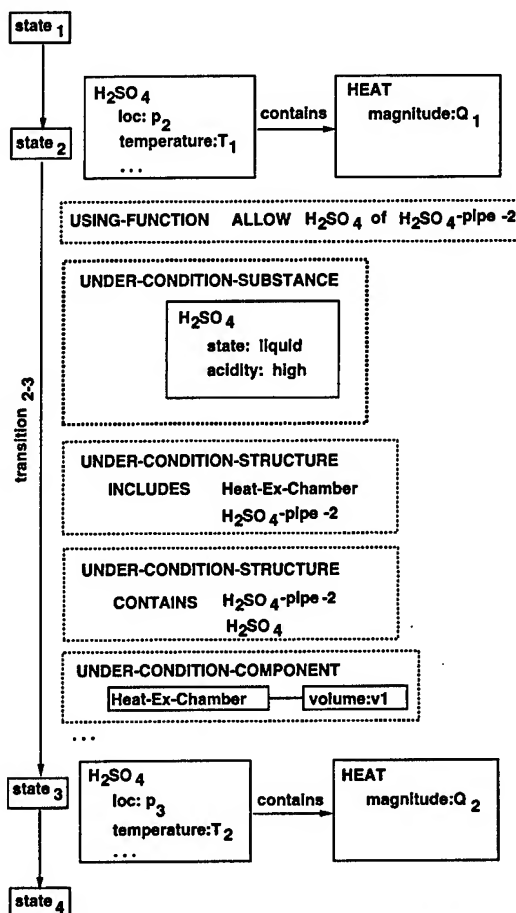 state 1
H2SO4
loc: p2
temperature:T1
...
contains
HEAT
magnitude:Q1
state 2
USING-FUNCTION ALLOW H2SO4 of H2SO4-pipe -2
UNDER-CONDITION-SUBSTANCE
H2SO4
state: liquid
acidity: high
transition 2-3
UNDER-CONDITION-STRUCTURE
INCLUDES Heat-Ex-Chamber
H2SO4-pipe -2
UNDER-CONDITION-STRUCTURE
CONTAINS H2SO4-pipe -2
H2SO4
UNDER-CONDITION-COMPONENT
Heat-Ex-Chamber volume:v1
...
state 3
H2SO4
loc: p3
temperature:T2
...
contains
HEAT
magnitude:Q2
state 4